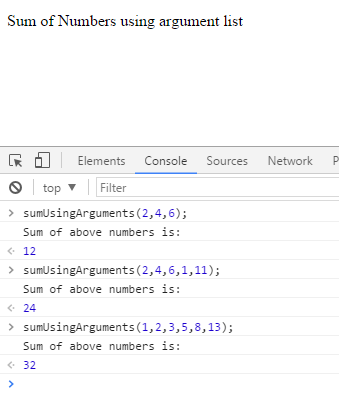 Sum of Numbers using argument list
Elements Console Sources Network P
top ▼ Filter
> sumUsingArguments(2,4,6);
Sum of above numbers is:
<· 12
> sumUsingArguments(2,4,6,1,11);
Sum of above numbers is:
<· 24
> sumUsingArguments(1,2,3,5,8,13);
Sum of above numbers is:
<· 32
>